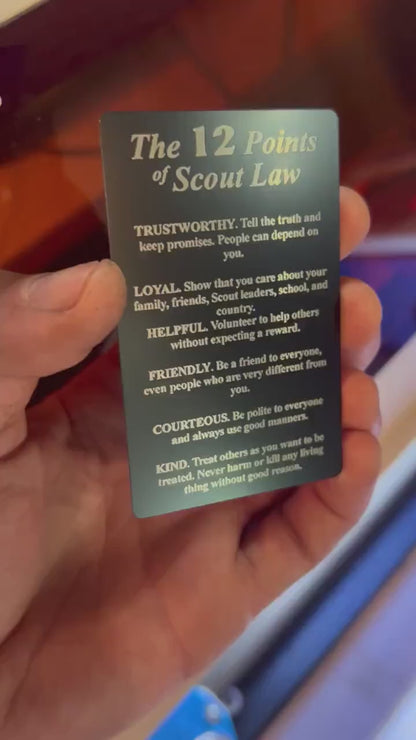 The 12 Points
of Scout Law
TRUSTWORTHY. Tell the truth and
keep promises. People can depend on
you.
LOYAL. Show that you care about your
family, friends, Scout leaders, school, and
country.
HELPFUL. Volunteer to help others
without expecting a reward.
FRIENDLY. Be a friend to everyone,
even people who are very different from
you.
COURTEOUS. Be polite to everyone
and always use good manners.
KIND. Treat others as you want to be
treated. Never harm or kill any living
thing without good reason.